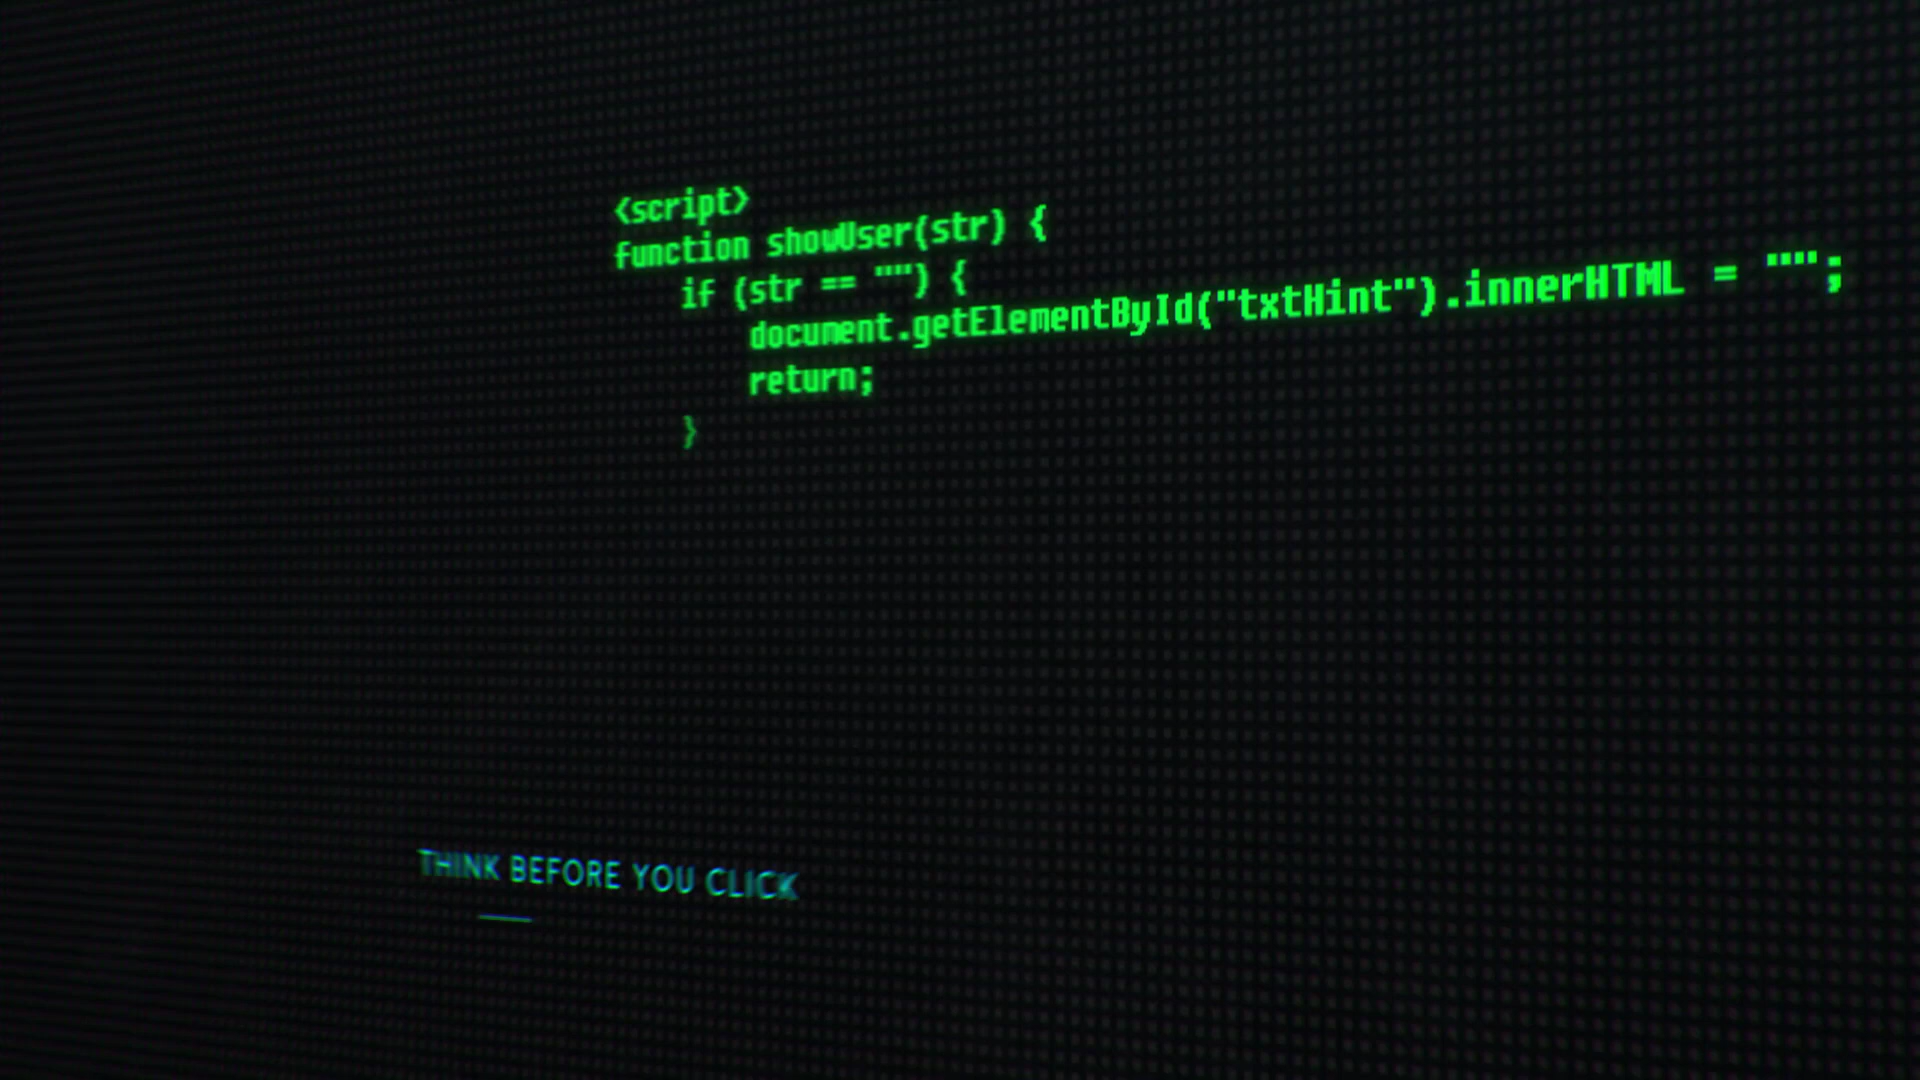 <script>
function showUser(str) {
    if (str == "") {
        document.getElementById("txtHint").innerHTML = "";
        return;
    }
THINK BEFORE YOU CLICK